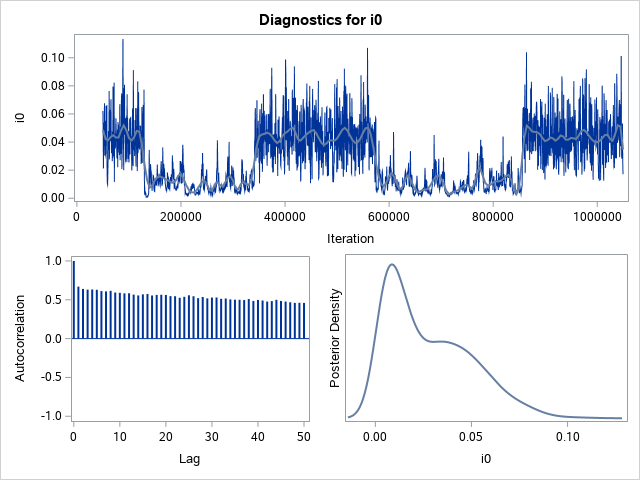 Diagnostics for i0
0.10
0.08
0.06
0.04
0.02
0.00
i0
0 200000 400000 600000 800000 1000000
Iteration
1.0
0.5
0.0
-0.5
-1.0
Autocorrelation
0 10 20 30 40 50
Lag
Posterior Density
0.00 0.05 0.10
i0